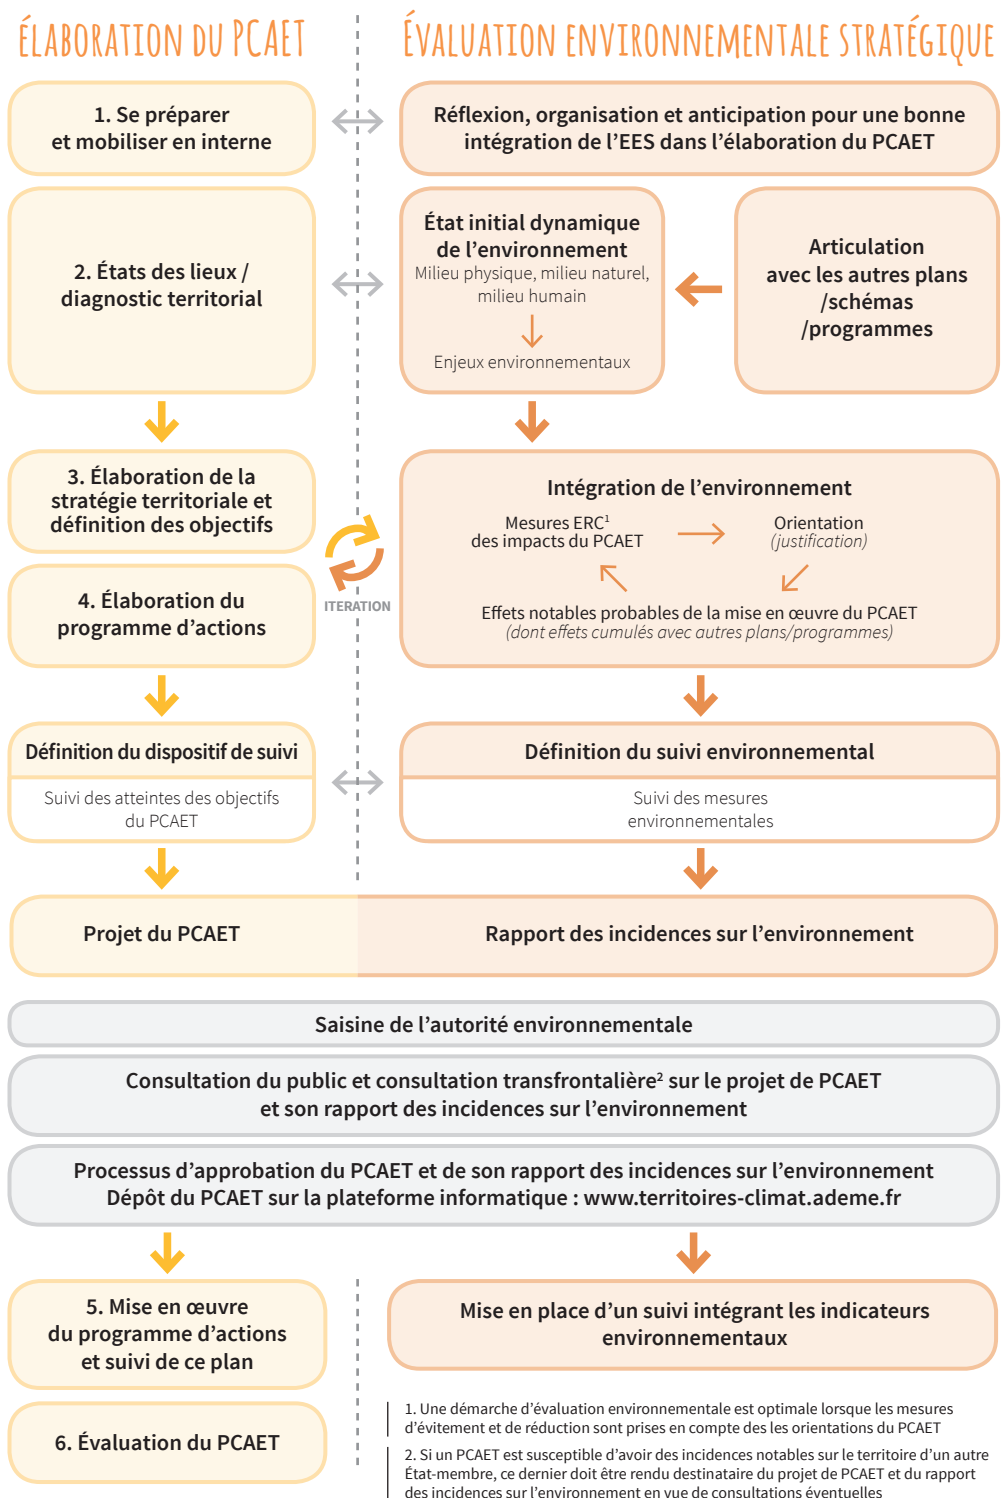 ÉLABORATION DU PCAET
ÉVALUATION ENVIRONNEMENTALE STRATÉGIQUE
1. Se préparer
et mobiliser en interne
Réflexion, organisation et anticipation pour une bonne
intégration de l’EES dans l’élaboration du PCAET
2. États des lieux /
diagnostic territorial
État initial dynamique
de l’environnement
Milieu physique, milieu naturel,
milieu humain
Enjeux environnementaux
Articulation
avec les autres plans
/schémas
/programmes
3. Élaboration de la
stratégie territoriale et
définition des objectifs
4. Élaboration du
programme d’actions
ITERATION
Intégration de l’environnement
Mesures ERC¹
des impacts du PCAET
Orientation
(justification)
Effets notables probables de la mise en œuvre du PCAET
(dont effets cumulés avec autres plans/programmes)
Définition du dispositif de suivi
Suivi des atteintes des objectifs
du PCAET
Définition du suivi environnemental
Suivi des mesures
environnementales
Projet du PCAET
Rapport des incidences sur l’environnement
Saisine de l’autorité environnementale
Consultation du public et consultation transfrontalière² sur le projet de PCAET
et son rapport des incidences sur l’environnement
Processus d’approbation du PCAET et de son rapport des incidences sur l’environnement
Dépôt du PCAET sur la plateforme informatique : www.territoires-climat.ademe.fr
5. Mise en œuvre
du programme d’actions
et suivi de ce plan
Mise en place d’un suivi intégrant les indicateurs
environnementaux
6. Évaluation du PCAET
1. Une démarche d’évaluation environnementale est optimale lorsque les mesures
d’évitement et de réduction sont prises en compte des les orientations du PCAET
2. Si un PCAET est susceptible d’avoir des incidences notables sur le territoire d’un autre
État-membre, ce dernier doit être rendu destinataire du projet de PCAET et du rapport
des incidences sur l’environnement en vue de consultations éventuelles